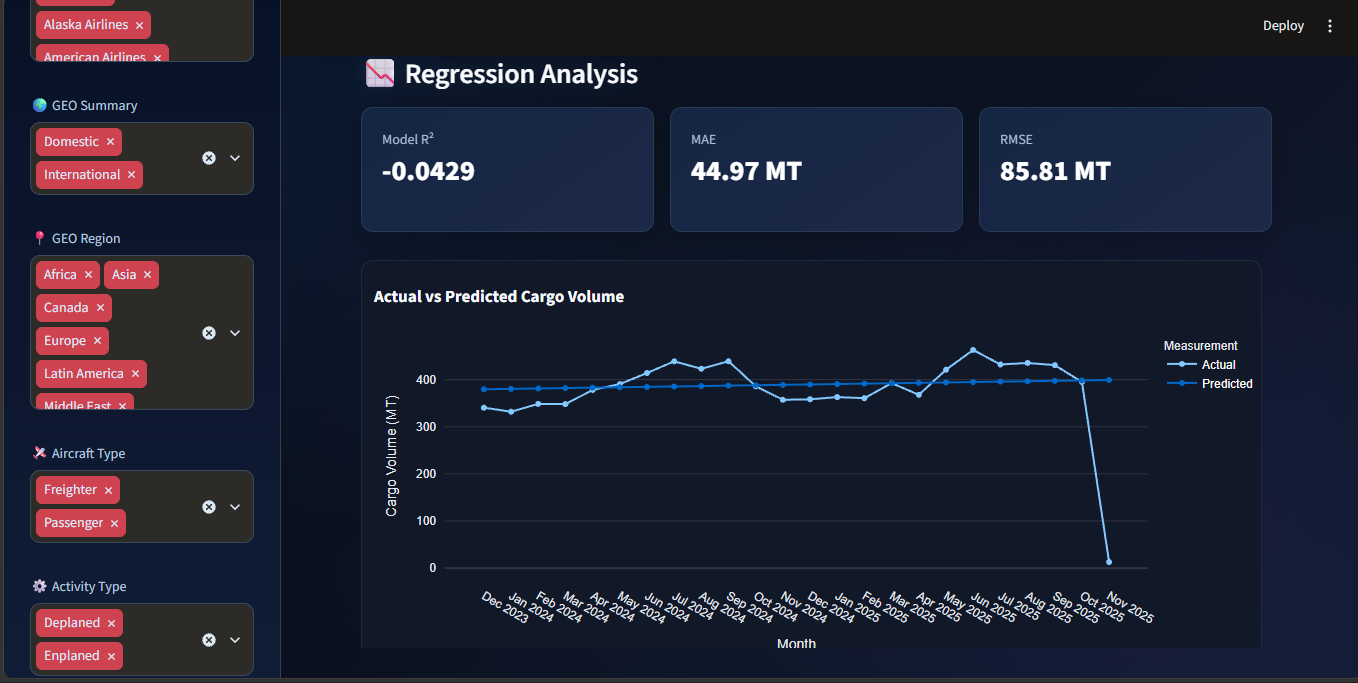 Deploy
Alaska Airlines ×
American Airlines ×
GEO Summary
Domestic ×
International ×
GEO Region
Africa × Asia ×
Canada ×
Europe ×
Latin America ×
Middle East ×
Aircraft Type
Freighter ×
Passenger ×
Activity Type
Deplaned ×
Enplaned ×
Regression Analysis
Model R² MAE RMSE
-0.0429 44.97 MT 85.81 MT
Actual vs Predicted Cargo Volume
Measurement
Actual
Predicted
Cargo Volume (MT)
400
300
200
100
0
Dec 2023 Jan 2024 Feb 2024 Mar 2024 Apr 2024 May 2024 Jun 2024 Jul 2024 Aug 2024 Sep 2024 Oct 2024 Nov 2024 Dec 2024 Jan 2025 Feb 2025 Mar 2025 Apr 2025 May 2025 Jun 2025 Jul 2025 Aug 2025 Sep 2025 Oct 2025 Nov 2025
Month